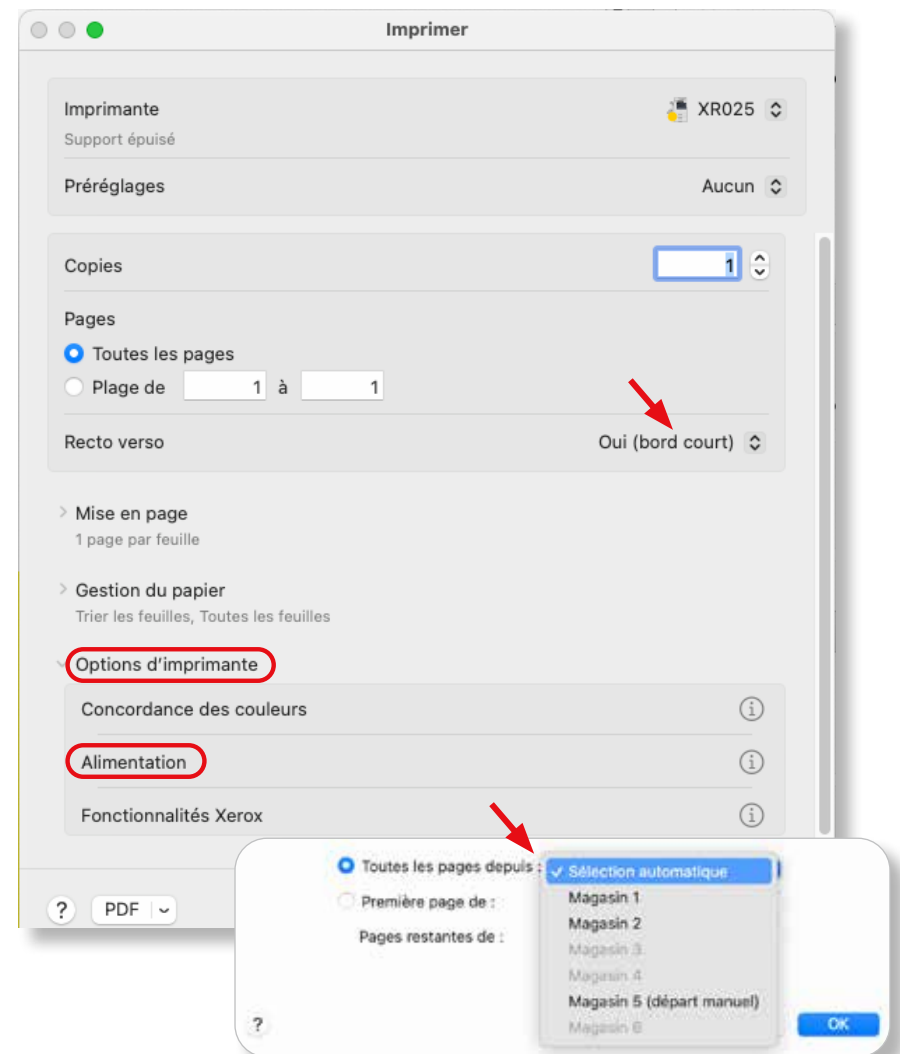 Imprimer
Imprimante
XR025
Support épuisé
Préréglages
Aucun
Copies
1
Pages
Toutes les pages
Plage de 1 à 1
Recto verso
Oui (bord court)
Mise en page
1 page par feuille
Gestion du papier
Trier les feuilles, Toutes les feuilles
Options d'imprimante
Concordance des couleurs
Alimentation
Fonctionnalités Xerox
? PDF
Toutes les pages depuis :
✓ Sélection automatique
Première page de :
Magasin 1
Magasin 2
Pages restantes de :
Magasin 3
Magasin 4
Magasin 5 (départ manuel)
Magasin 6
?
OK